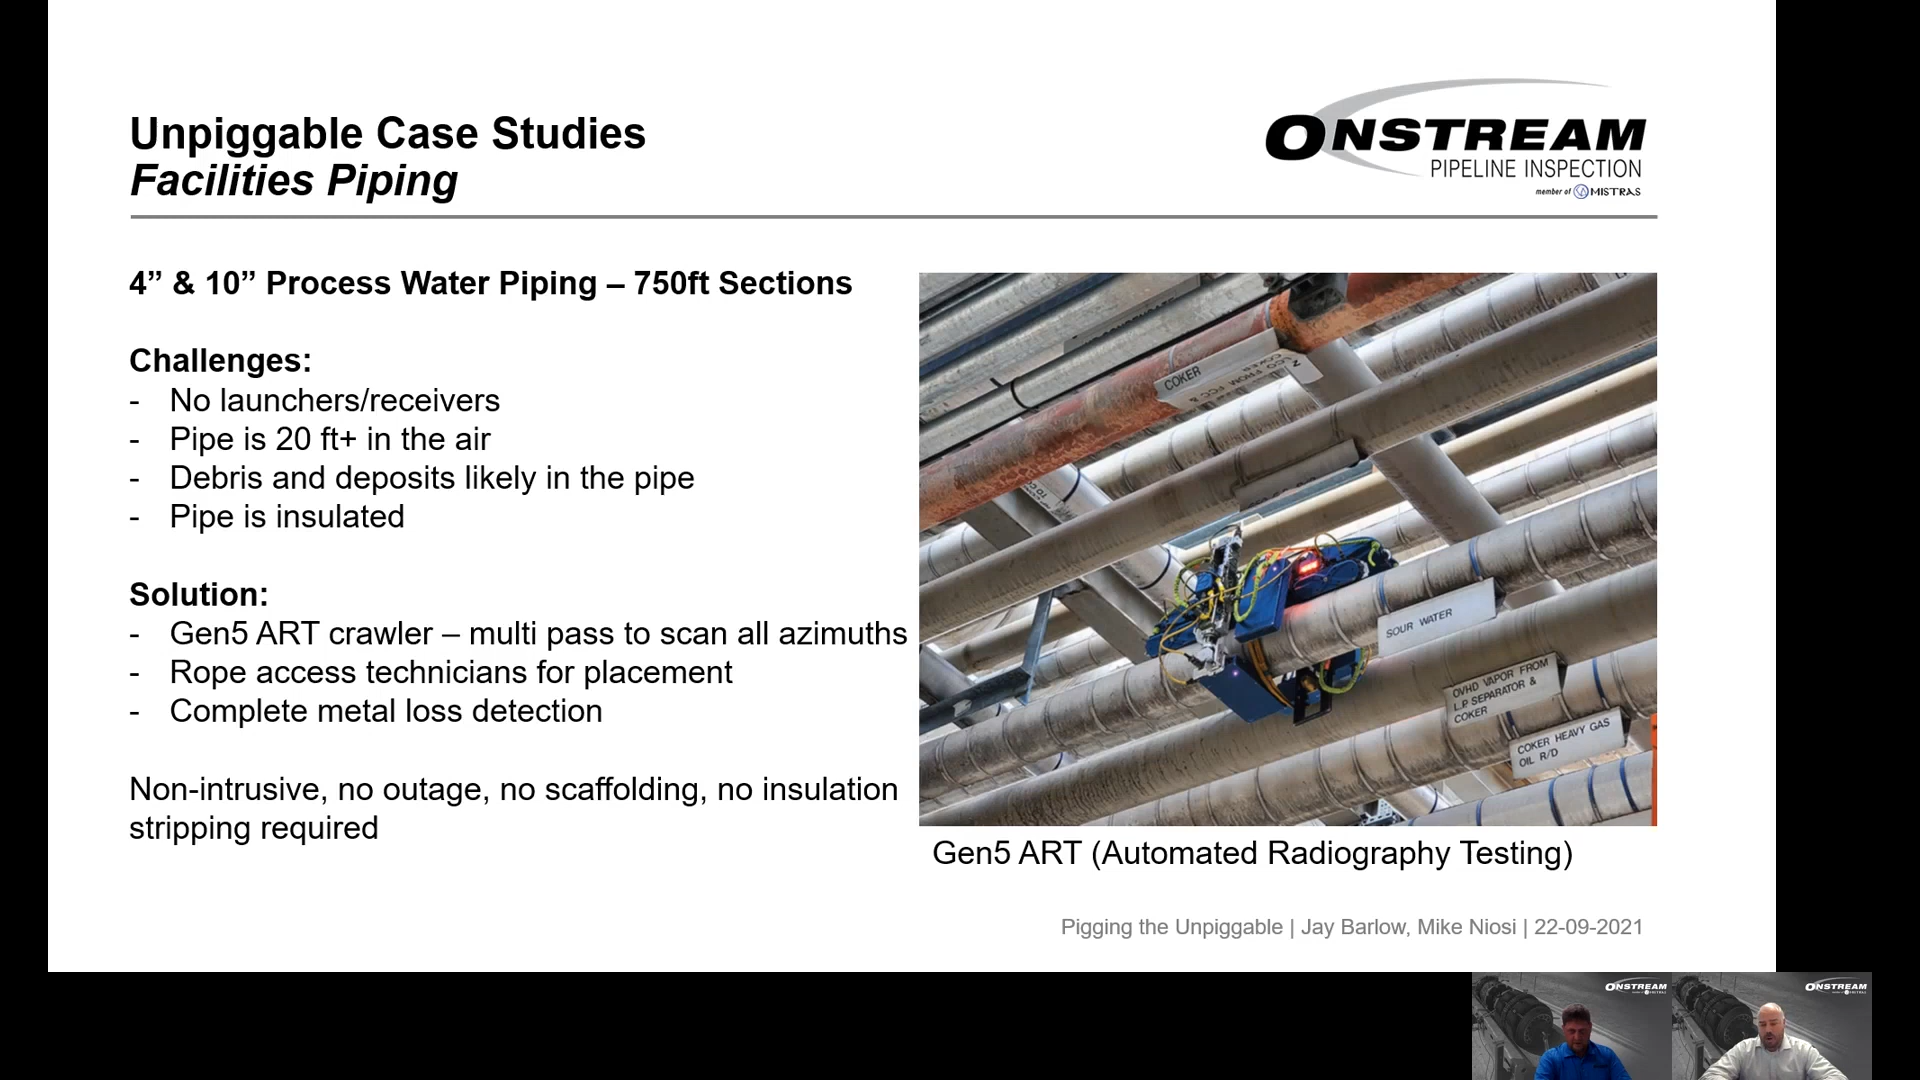 Unpiggable Case Studies
Facilities Piping
ONSTREAM
PIPELINE INSPECTION
member of MISTRAS
4” & 10” Process Water Piping – 750ft Sections
Challenges:
- No launchers/receivers
- Pipe is 20 ft+ in the air
- Debris and deposits likely in the pipe
- Pipe is insulated
Solution:
- Gen5 ART crawler – multi pass to scan all azimuths
- Rope access technicians for placement
- Complete metal loss detection
Non-intrusive, no outage, no scaffolding, no insulation
stripping required
COKER
SOUR WATER
OVHD VAPOR FROM
L.P. SEPARATOR &
COKER
COKER HEAVY GAS
OIL R/D
Gen5 ART (Automated Radiography Testing)
Pigging the Unpiggable | Jay Barlow, Mike Niosi | 22-09-2021
ONSTREAM
ONSTREAM